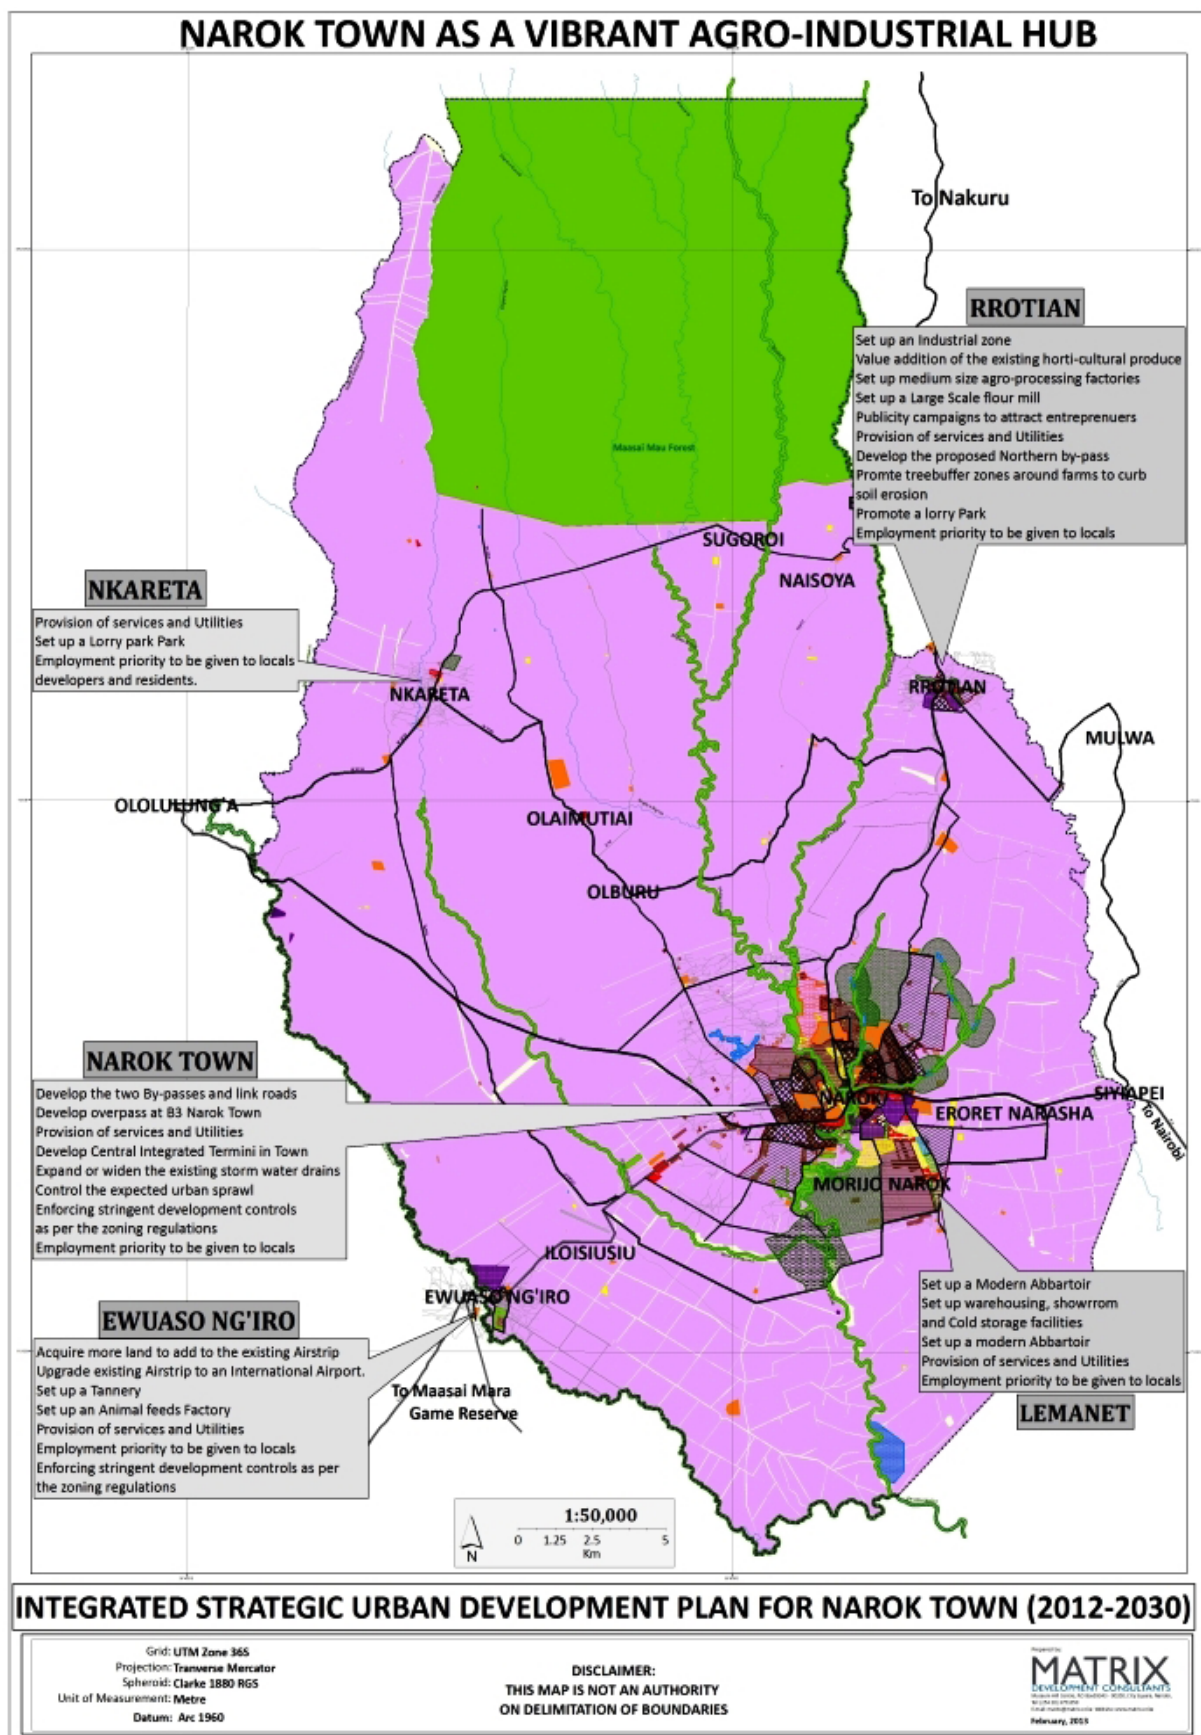 NAROK TOWN AS A VIBRANT AGRO-INDUSTRIAL HUB
To Nakuru
RROTIAN
Set up an Industrial zone
Value addition of the existing horti-cultural produce
Set up medium size agro-processing factories
Set up a Large Scale flour mill
Publicity campaigns to attract entreprenuers
Provision of services and Utilities
Develop the proposed Northern by-pass
Promte treebuffer zones around farms to curb
soil erosion
Promote a lorry Park
Employment priority to be given to locals
Maasai Mau Forest
SUGOROI
NAISOYA
NKARETA
Provision of services and Utilities
Set up a Lorry park Park
Employment priority to be given to locals
developers and residents.
NKARETA
RROTIAN
MULWA
OLOLULUNG'A
OLAIMUTIAI
OLBURU
NAROK TOWN
Develop the two By-passes and link roads
Develop overpass at B3 Narok Town
Provision of services and Utilities
Develop Central Integrated Termini in Town
Expand or widen the existing storm water drains
Control the expected urban sprawl
Enforcing stringent development controls
as per the zoning regulations
Employment priority to be given to locals
NAROK
ERORET NARASHA
SIYIAPEI
To Nairobi
MORIJO NAROK
ILOISIUSIU
EWUASO NG'IRO
EWUASO NG'IRO
Acquire more land to add to the existing Airstrip
Upgrade existing Airstrip to an International Airport.
Set up a Tannery
Set up an Animal feeds Factory
Provision of services and Utilities
Employment priority to be given to locals
Enforcing stringent development controls as per
the zoning regulations
To Maasai Mara
Game Reserve
Set up a Modern Abbartoir
Set up warehousing, showrrom
and Cold storage facilities
Set up a modern Abbartoir
Provision of services and Utilities
Employment priority to be given to locals
LEMANET
1:50,000
0 1.25 2.5 5
Km
N
INTEGRATED STRATEGIC URBAN DEVELOPMENT PLAN FOR NAROK TOWN (2012-2030)
Grid: UTM Zone 36S
Projection: Tranverse Mercator
Spheroid: Clarke 1880 RGS
Unit of Measurement: Metre
Datum: Arc 1960
DISCLAIMER:
THIS MAP IS NOT AN AUTHORITY
ON DELIMITATION OF BOUNDARIES
Prepared by:
MATRIX
DEVELOPMENT CONSULTANTS
February, 2013